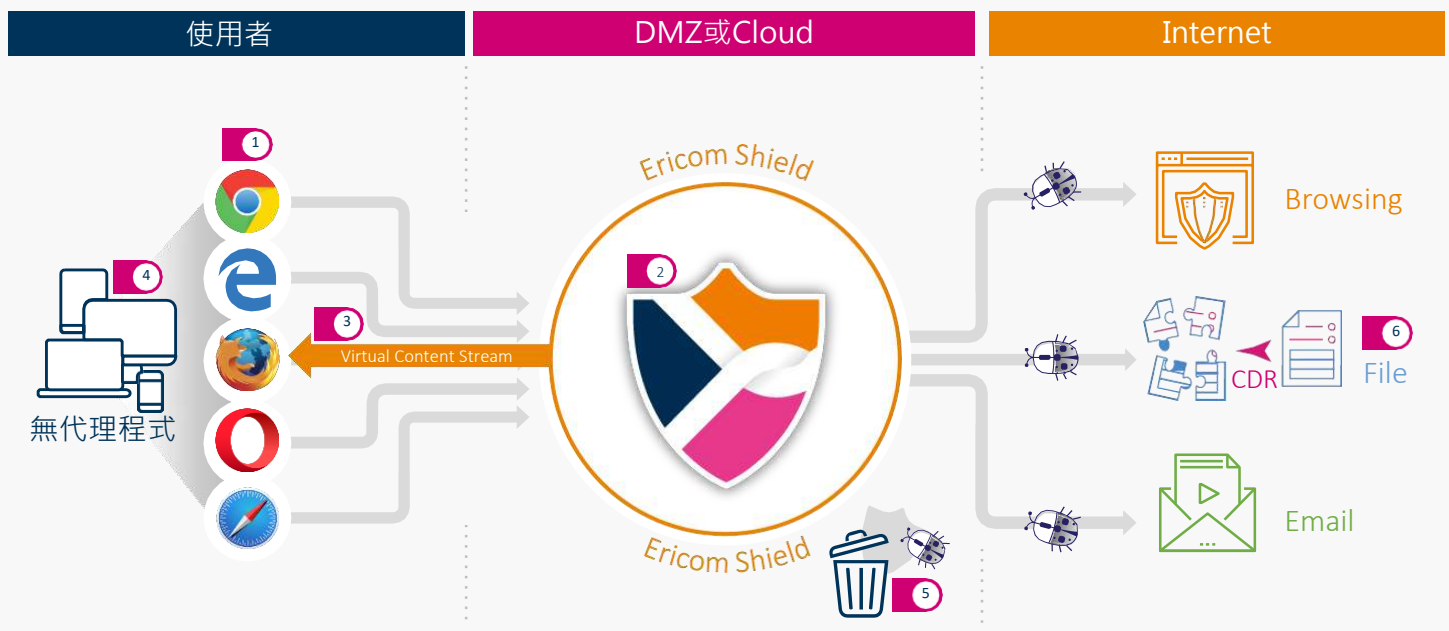 使用者
DMZ或Cloud
Internet
1
Ericom Shield
Browsing
4
2
3
Virtual Content Stream
6
CDR
File
無代理程式
Ericom Shield
Email
5